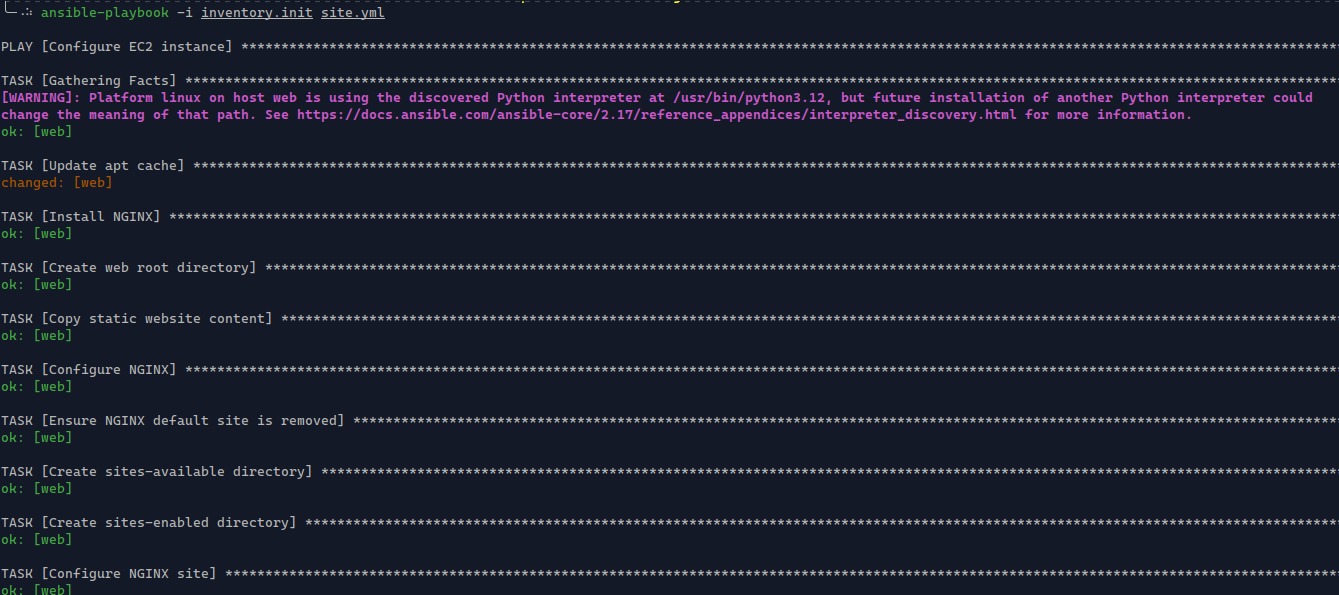 ansible-playbook -i inventory.init site.yml
PLAY [Configure EC2 instance] ******************************************************************************************************************************************
TASK [Gathering Facts] *************************************************************************************************************************************************
[WARNING]: Platform linux on host web is using the discovered Python interpreter at /usr/bin/python3.12, but future installation of another Python interpreter could
change the meaning of that path. See https://docs.ansible.com/ansible-core/2.17/reference_appendices/interpreter_discovery.html for more information.
ok: [web]
TASK [Update apt cache] ************************************************************************************************************************************************
changed: [web]
TASK [Install NGINX] ***************************************************************************************************************************************************
ok: [web]
TASK [Create web root directory] ***************************************************************************************************************************************
ok: [web]
TASK [Copy static website content] *************************************************************************************************************************************
ok: [web]
TASK [Configure NGINX] *************************************************************************************************************************************************
ok: [web]
TASK [Ensure NGINX default site is removed] ****************************************************************************************************************************
ok: [web]
TASK [Create sites-available directory] ********************************************************************************************************************************
ok: [web]
TASK [Create sites-enabled directory] **********************************************************************************************************************************
ok: [web]
TASK [Configure NGINX site] ********************************************************************************************************************************************
ok: [web]